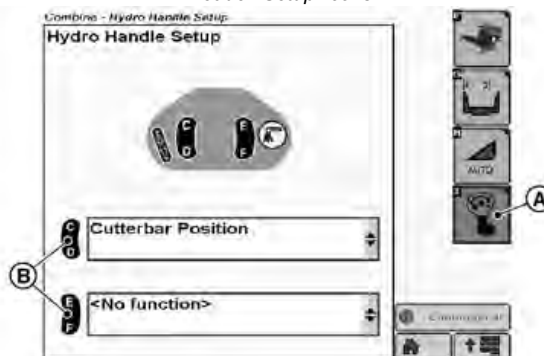 Combine - Hydro Handle Setup
Hydro Handle Setup
C
D
E
F
A
AUTO
C
D
Cutterbar Position
B
E
F
<No function>